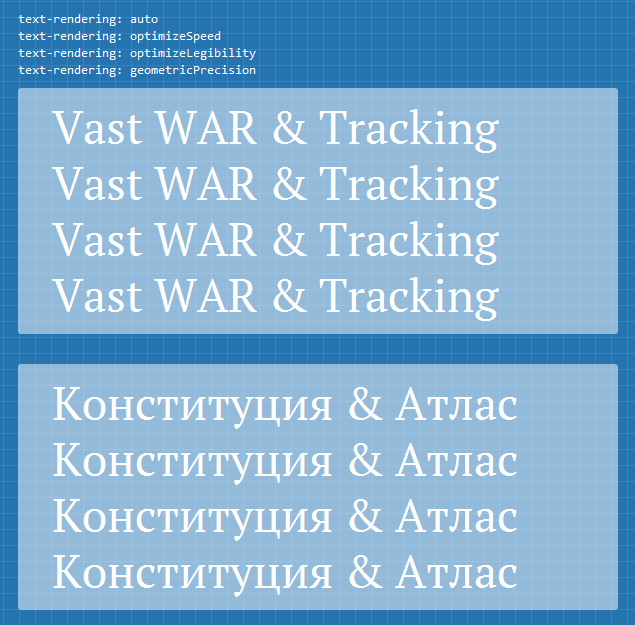 text-rendering: auto
text-rendering: optimizeSpeed
text-rendering: optimizeLegibility
text-rendering: geometricPrecision
Vast WAR & Tracking
Vast WAR & Tracking
Vast WAR & Tracking
Vast WAR & Tracking
Конституция & Атлас
Конституция & Атлас
Конституция & Атлас
Конституция & Атлас